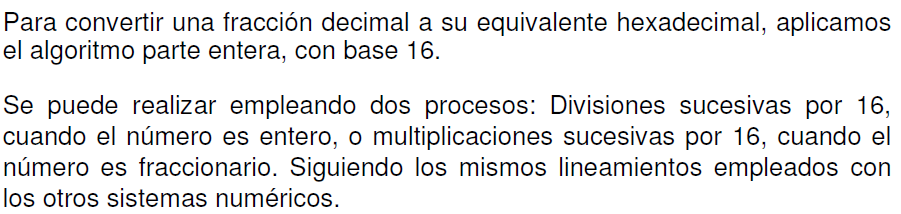 Para convertir una fracción decimal a su equivalente hexadecimal, aplicamos
el algoritmo parte entera, con base 16.
Se puede realizar empleando dos procesos: Divisiones sucesivas por 16,
cuando el número es entero, o multiplicaciones sucesivas por 16, cuando el
número es fraccionario. Siguiendo los mismos lineamientos empleados con
los otros sistemas numéricos.